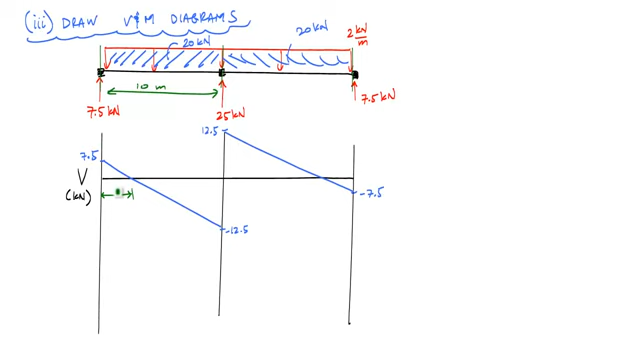 (iii) DRAW V&M DIAGRAMS
20 kN
20 kN
2 kN/m
10 m
7.5 kN
25 kN
7.5 kN
12.5
7.5
V
(kN)
-7.5
-12.5